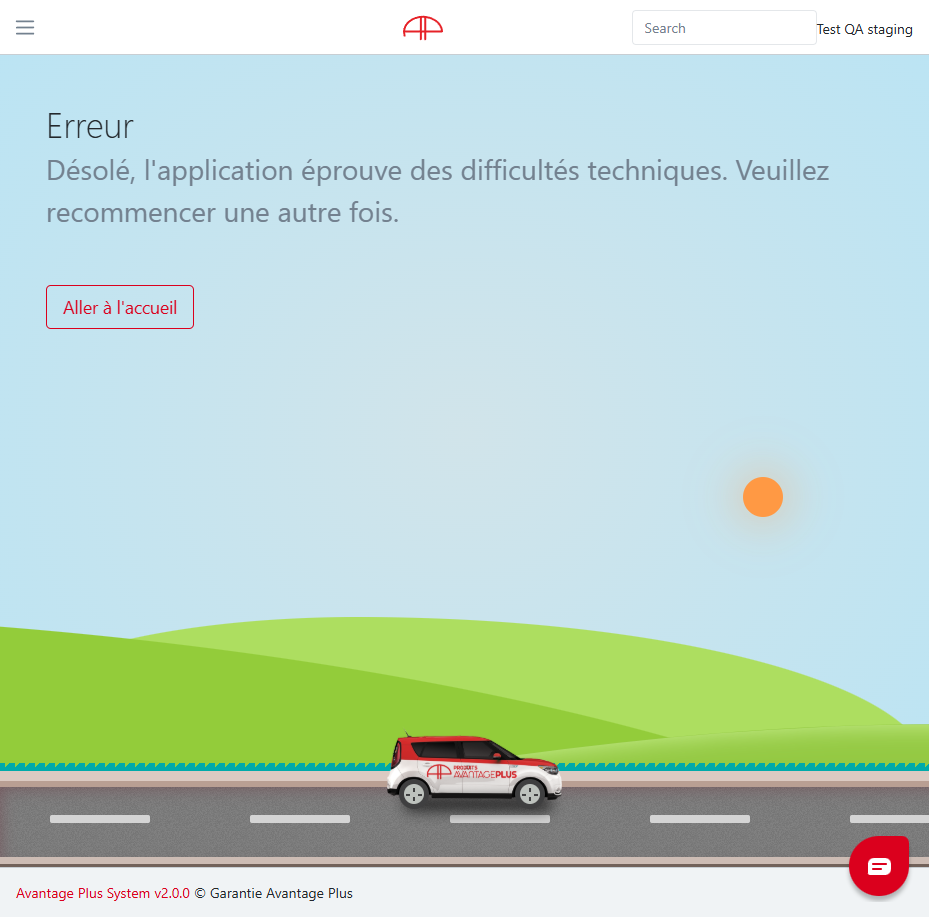 Search
Test QA staging
Erreur
Désolé, l'application éprouve des difficultés techniques. Veuillez
recommencer une autre fois.
Aller à l'accueil
PRODUITS
AVANTAGEPLUS
Avantage Plus System v2.0.0 © Garantie Avantage Plus